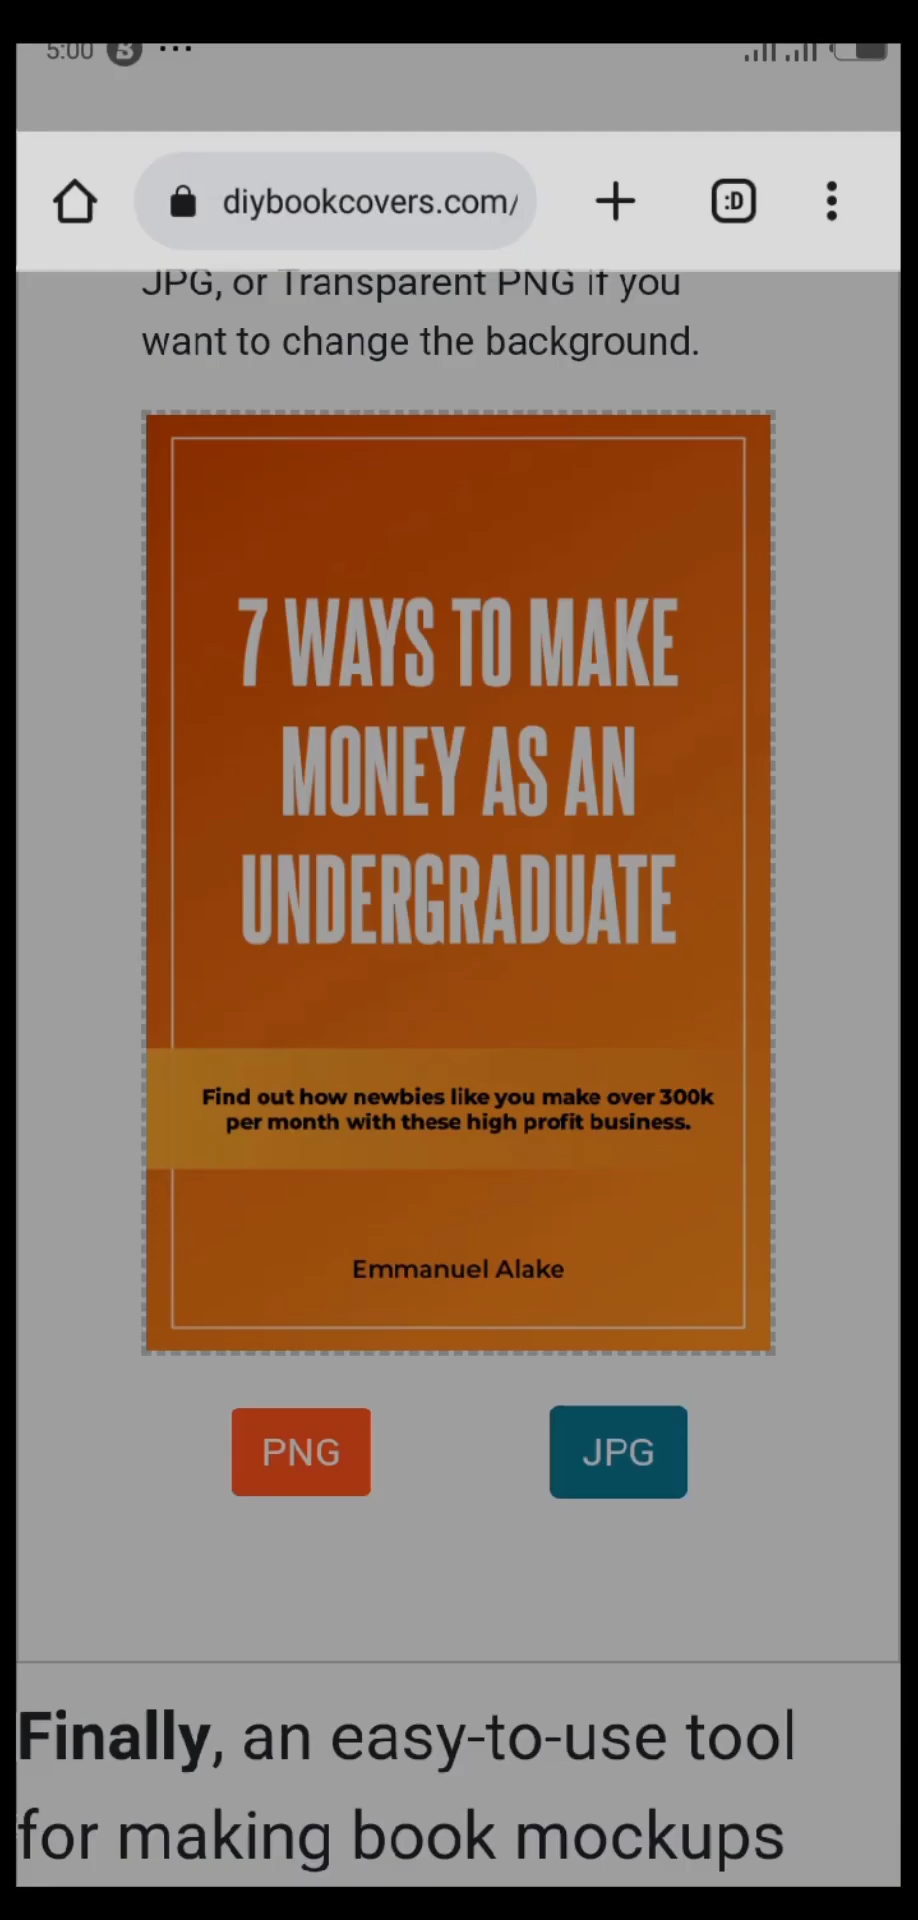 5:00
diybookcovers.com/
:D
JPG, or Transparent PNG if you
want to change the background.
7 WAYS TO MAKE
MONEY AS AN
UNDERGRADUATE
Find out how newbies like you make over 300k
per month with these high profit business.
Emmanuel Alake
PNG
JPG
Finally, an easy-to-use tool
for making book mockups